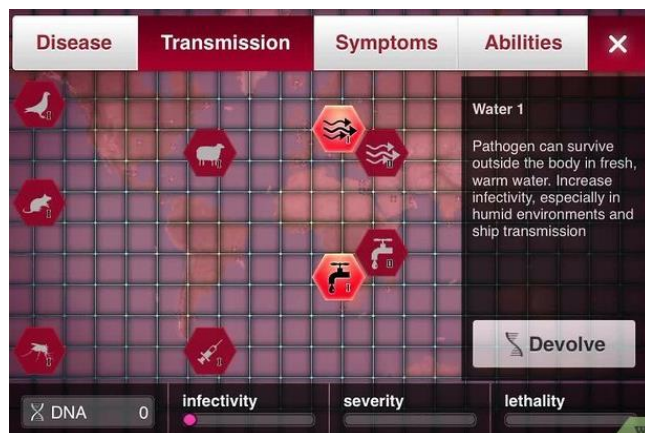 Disease Transmission Symptoms Abilities X
Water 1
Pathogen can survive
outside the body in fresh,
warm water. Increase
infectivity, especially in
humid environments and
ship transmission
Devolve
DNA 0 infectivity severity lethality